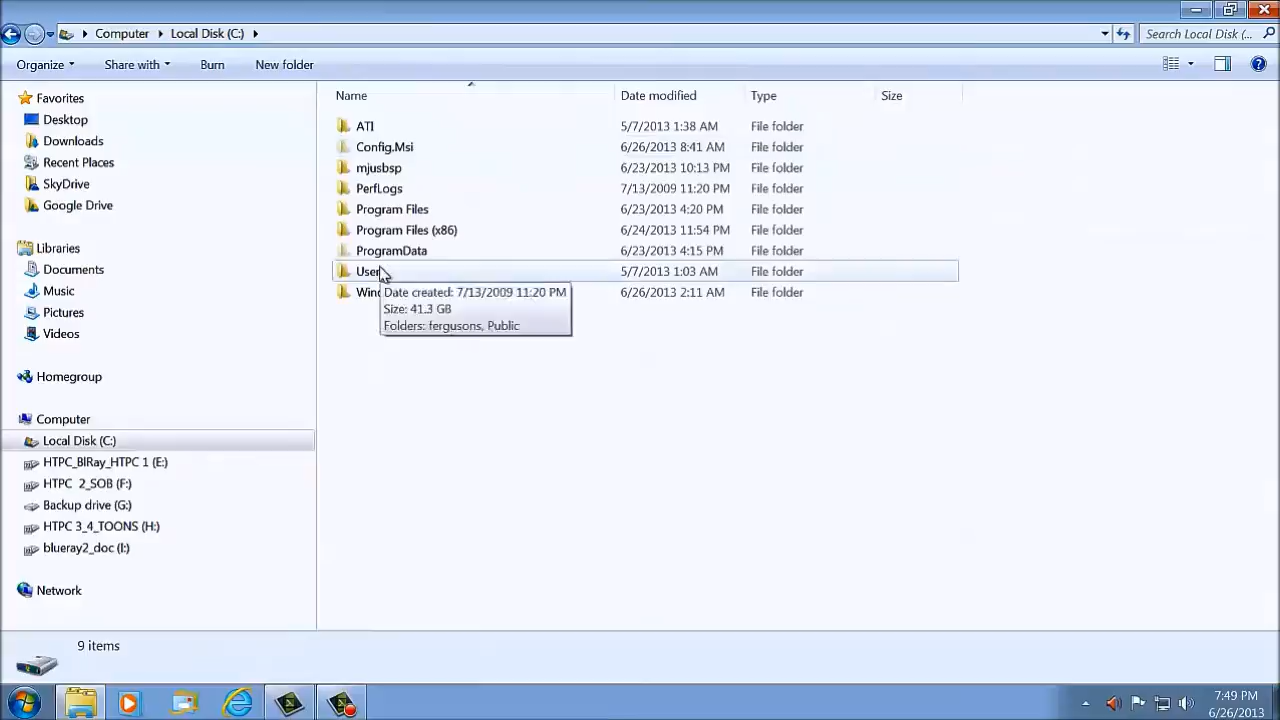 Computer Local Disk (C:) Search Local Disk (...
Organize Share with Burn New folder
Favorites
Desktop
Downloads
Recent Places
SkyDrive
Google Drive
Libraries
Documents
Music
Pictures
Videos
Homegroup
Computer
Local Disk (C:)
HTPC_BlRay_HTPC 1 (E:)
HTPC 2_SOB (F:)
Backup drive (G:)
HTPC 3_4_TOONS (H:)
blueray2_doc (I:)
Network
Name Date modified Type Size
ATI 5/7/2013 1:38 AM File folder
Config.Msi 6/26/2013 8:41 AM File folder
mjusbsp 6/23/2013 10:13 PM File folder
PerfLogs 7/13/2009 11:20 PM File folder
Program Files 6/23/2013 4:20 PM File folder
Program Files (x86) 6/24/2013 11:54 PM File folder
ProgramData 6/23/2013 4:15 PM File folder
User 5/7/2013 1:03 AM File folder
Wind 6/26/2013 2:11 AM File folder
Date created: 7/13/2009 11:20 PM
Size: 41.3 GB
Folders: fergusons, Public
9 items
7:49 PM
6/26/2013